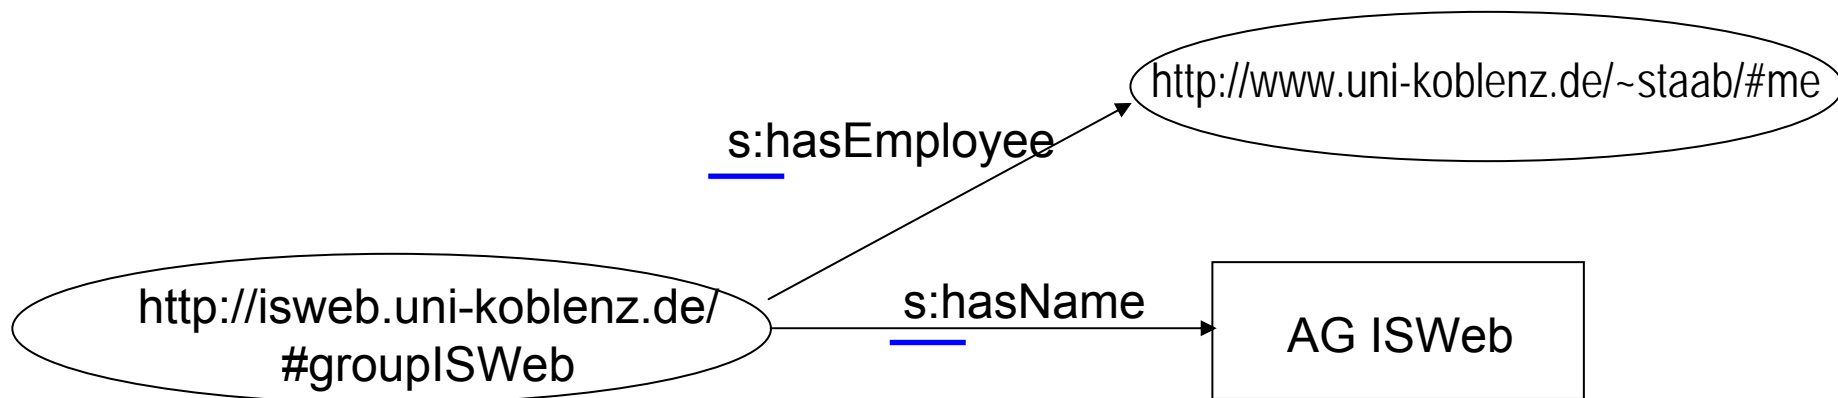 http://www.uni-koblenz.de/~staab/#me
s:hasEmployee
s:hasName
http://isweb.uni-koblenz.de/
#groupISWeb
AG ISWeb